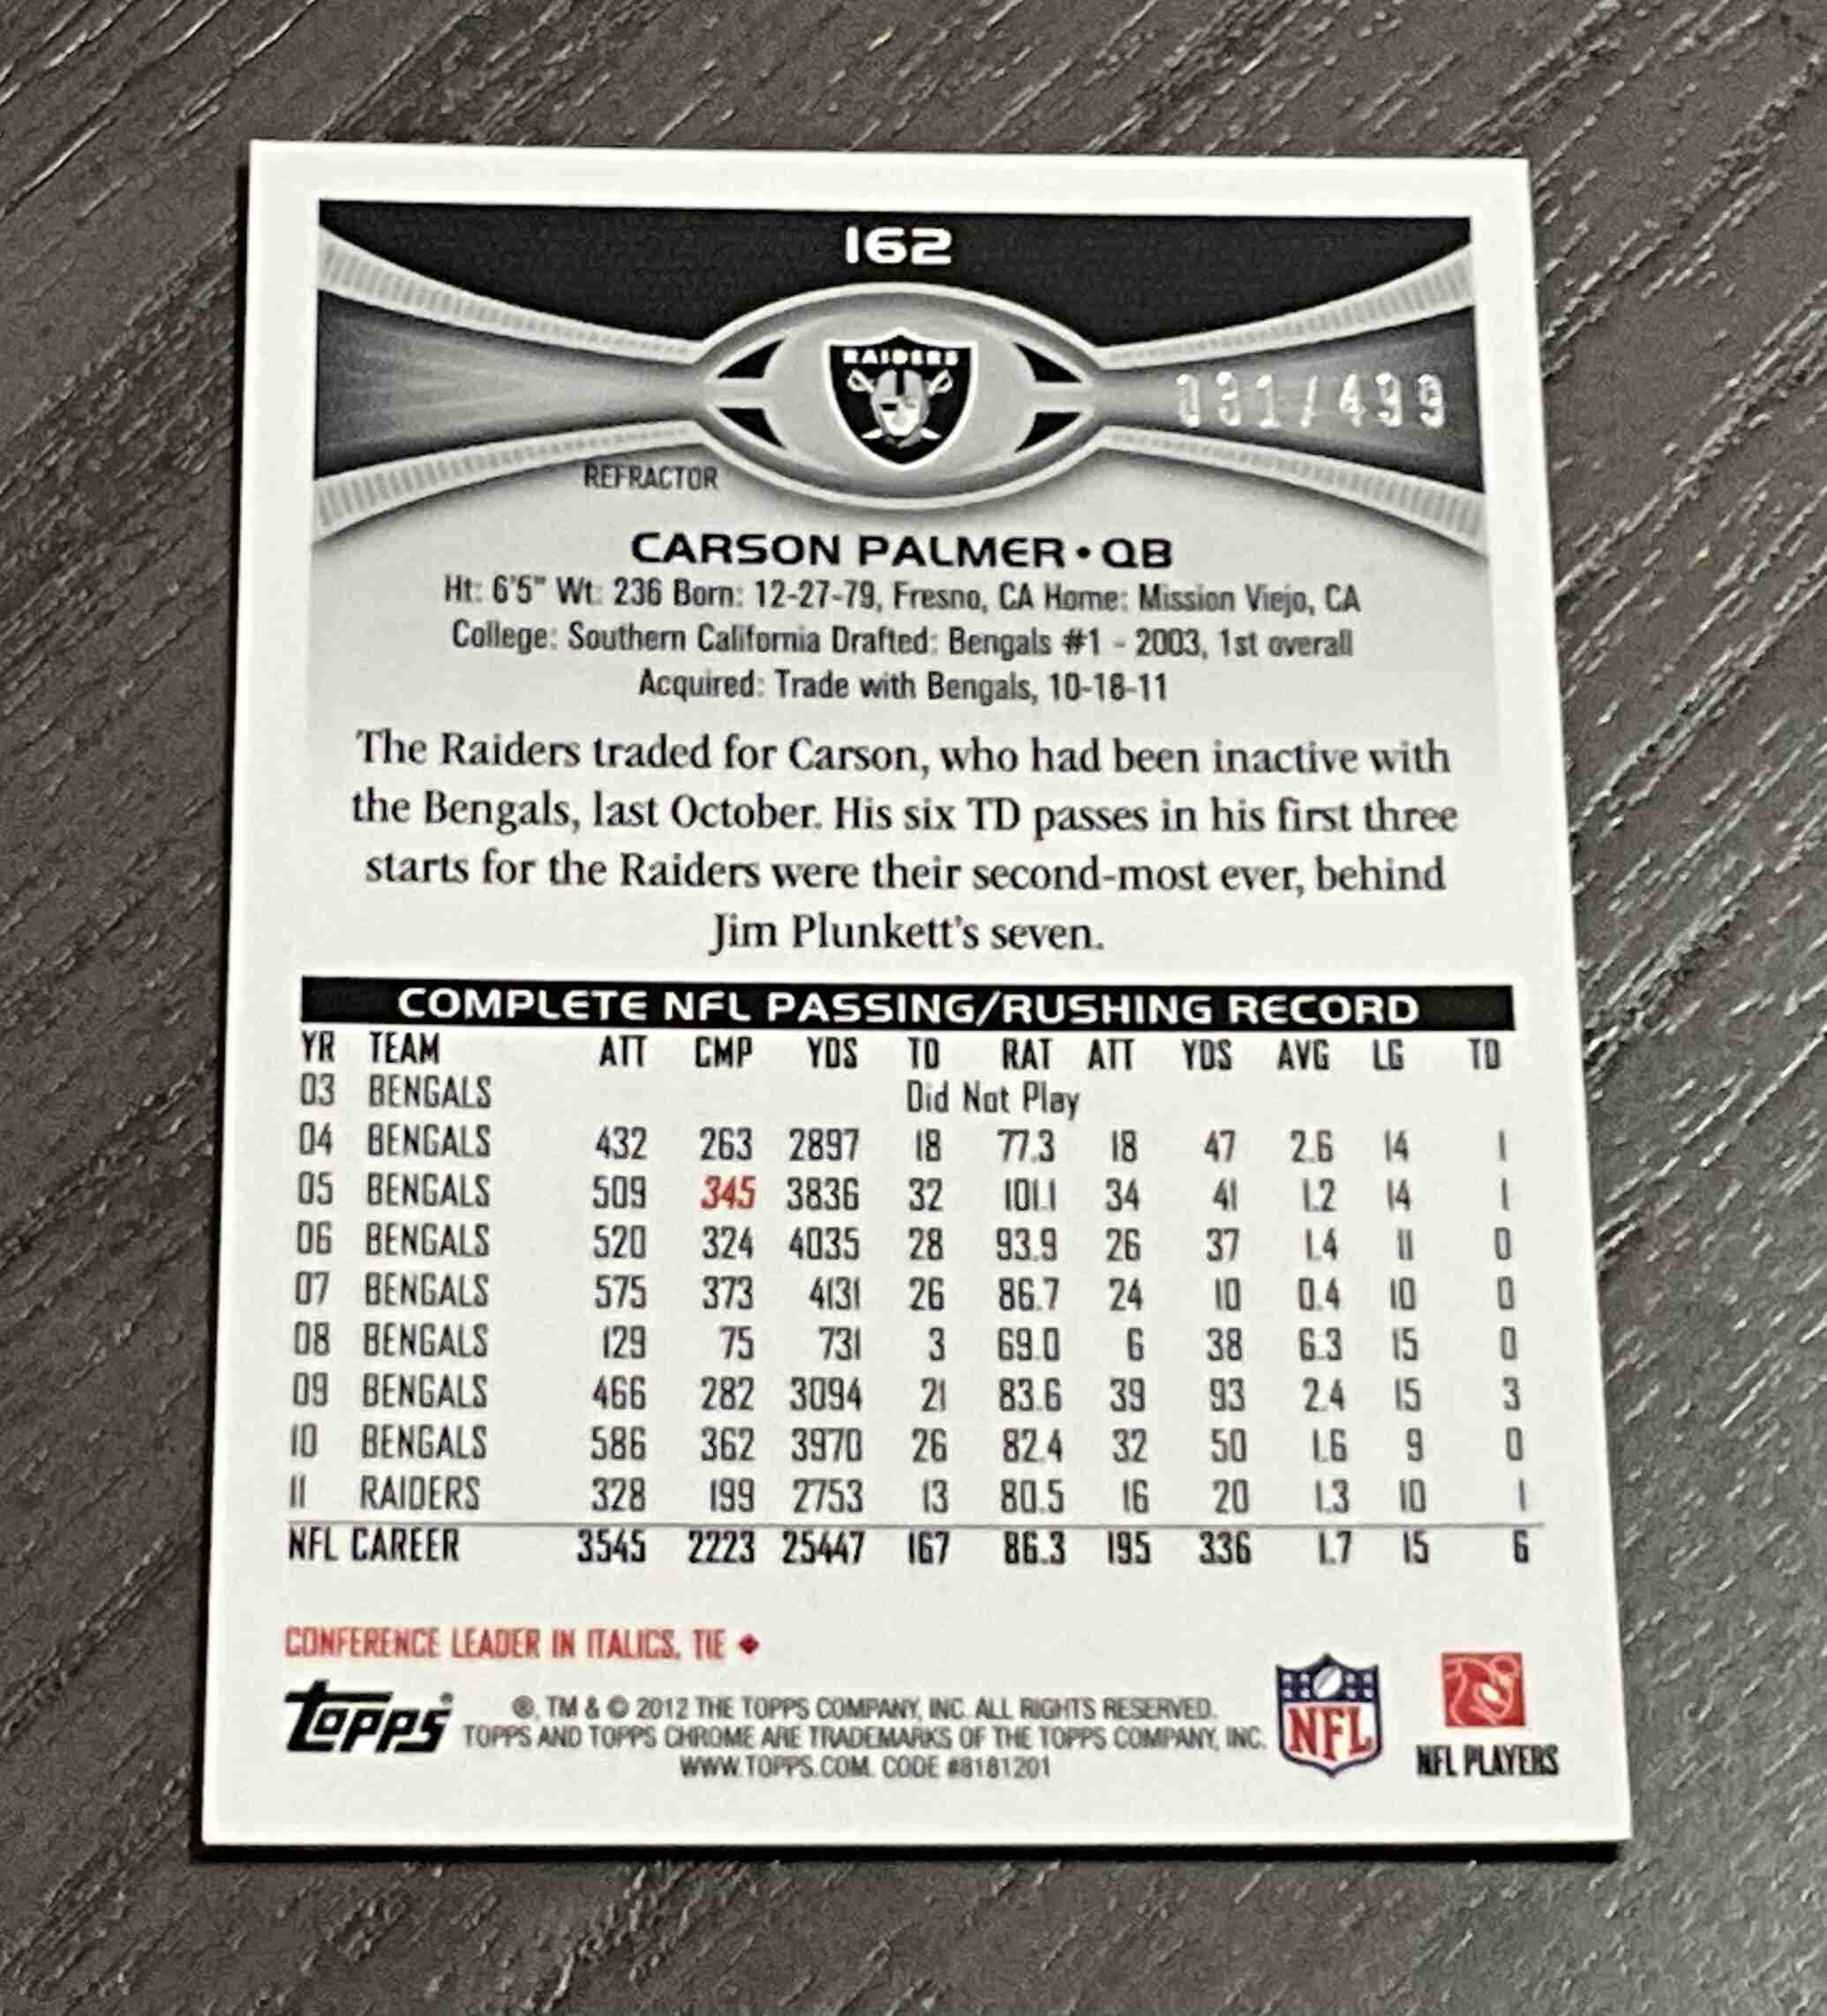 162
RAIDERS
031/499
REFRACTOR
CARSON PALMER • QB
Ht: 6'5" Wt: 236 Born: 12-27-79, Fresno, CA Home: Mission Viejo, CA
College: Southern California Drafted: Bengals #1 - 2003, 1st overall
Acquired: Trade with Bengals, 10-18-11
The Raiders traded for Carson, who had been inactive with
the Bengals, last October. His six TD passes in his first three
starts for the Raiders were their second-most ever, behind
Jim Plunkett's seven.
COMPLETE NFL PASSING/RUSHING RECORD
YR TEAM ATT CMP YDS TD RAT ATT YDS AVG LG TD
03 BENGALS Did Not Play
04 BENGALS 432 263 2897 18 77.3 18 47 2.6 14 1
05 BENGALS 509 345 3836 32 101.1 34 41 1.2 14 1
06 BENGALS 520 324 4035 28 93.9 26 37 1.4 11 0
07 BENGALS 575 373 4131 26 86.7 24 10 0.4 10 0
08 BENGALS 129 75 731 3 69.0 6 38 6.3 15 0
09 BENGALS 466 282 3094 21 83.6 39 93 2.4 15 3
10 BENGALS 586 362 3970 26 82.4 32 50 1.6 9 0
11 RAIDERS 328 199 2753 13 80.5 16 20 1.3 10 1
NFL CAREER 3545 2223 25447 167 86.3 195 336 1.7 15 6
CONFERENCE LEADER IN ITALICS, TIE ♦
topps®
®, TM & © 2012 THE TOPPS COMPANY, INC. ALL RIGHTS RESERVED.
TOPPS AND TOPPS CHROME ARE TRADEMARKS OF THE TOPPS COMPANY, INC.
WWW.TOPPS.COM. CODE #8181201
NFL
NFL PLAYERS